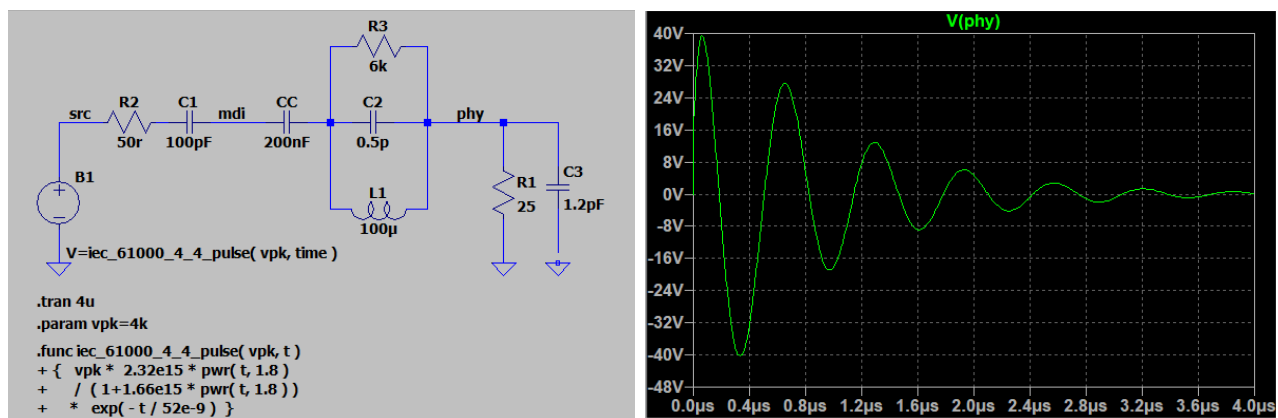 R3
6k
src
R2
C1
mdi
CC
C2
phy
50r
100pF
200nF
0.5p
B1
R1
C3
L1
25
1.2pF
100µ
V=iec_61000_4_4_pulse( vpk, time )
.tran 4u
.param vpk=4k
.func iec_61000_4_4_pulse( vpk, t )
+ { vpk * 2.32e15 * pwr( t, 1.8 )
+ / ( 1+1.66e15 * pwr( t, 1.8 ) )
+ * exp( - t / 52e-9 ) }
V(phy)
40V
32V
24V
16V
8V
0V
-8V
-16V
-24V
-32V
-40V
-48V
0.0µs 0.4µs 0.8µs 1.2µs 1.6µs 2.0µs 2.4µs 2.8µs 3.2µs 3.6µs 4.0µs